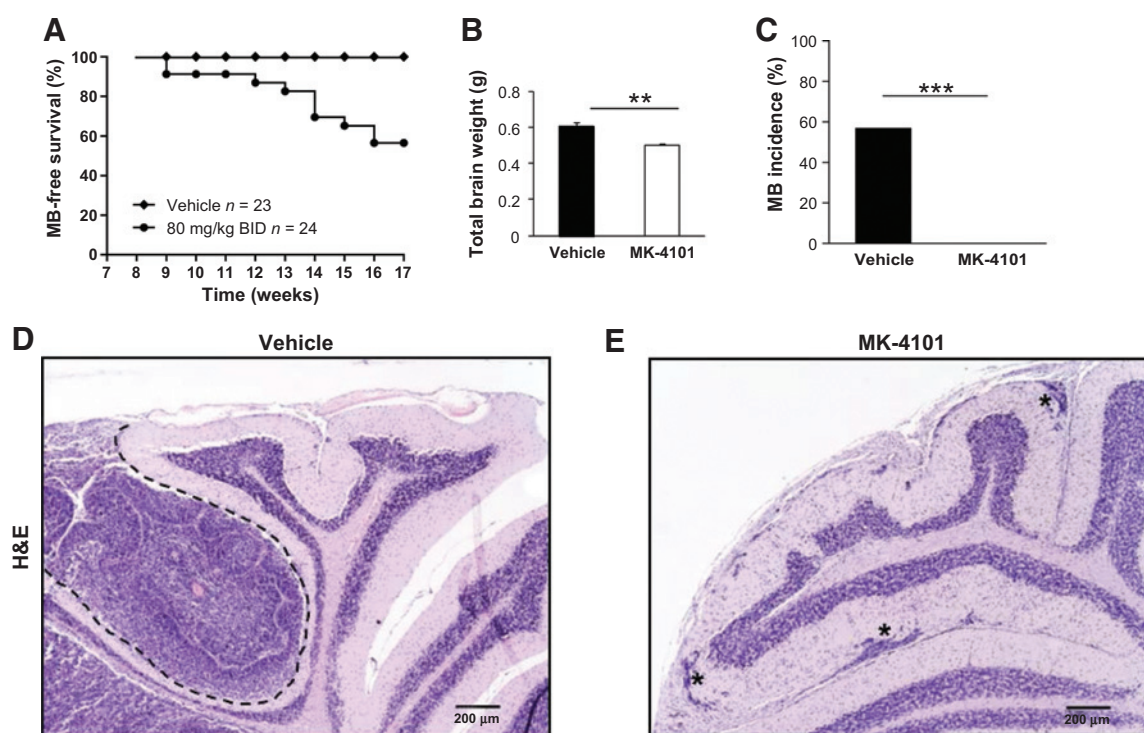 A
MB-free survival (%)
100
80
60
40
20
0
7 8 9 10 11 12 13 14 15 16 17
Time (weeks)
Vehicle n = 23
80 mg/kg BID n = 24
B
Total brain weight (g)
0.8
0.6
0.4
0.2
0
**
Vehicle MK-4101
C
MB incidence (%)
100
80
60
40
20
0
***
Vehicle MK-4101
D
Vehicle
H&E
200 µm
E
MK-4101
*
*
*
200 µm